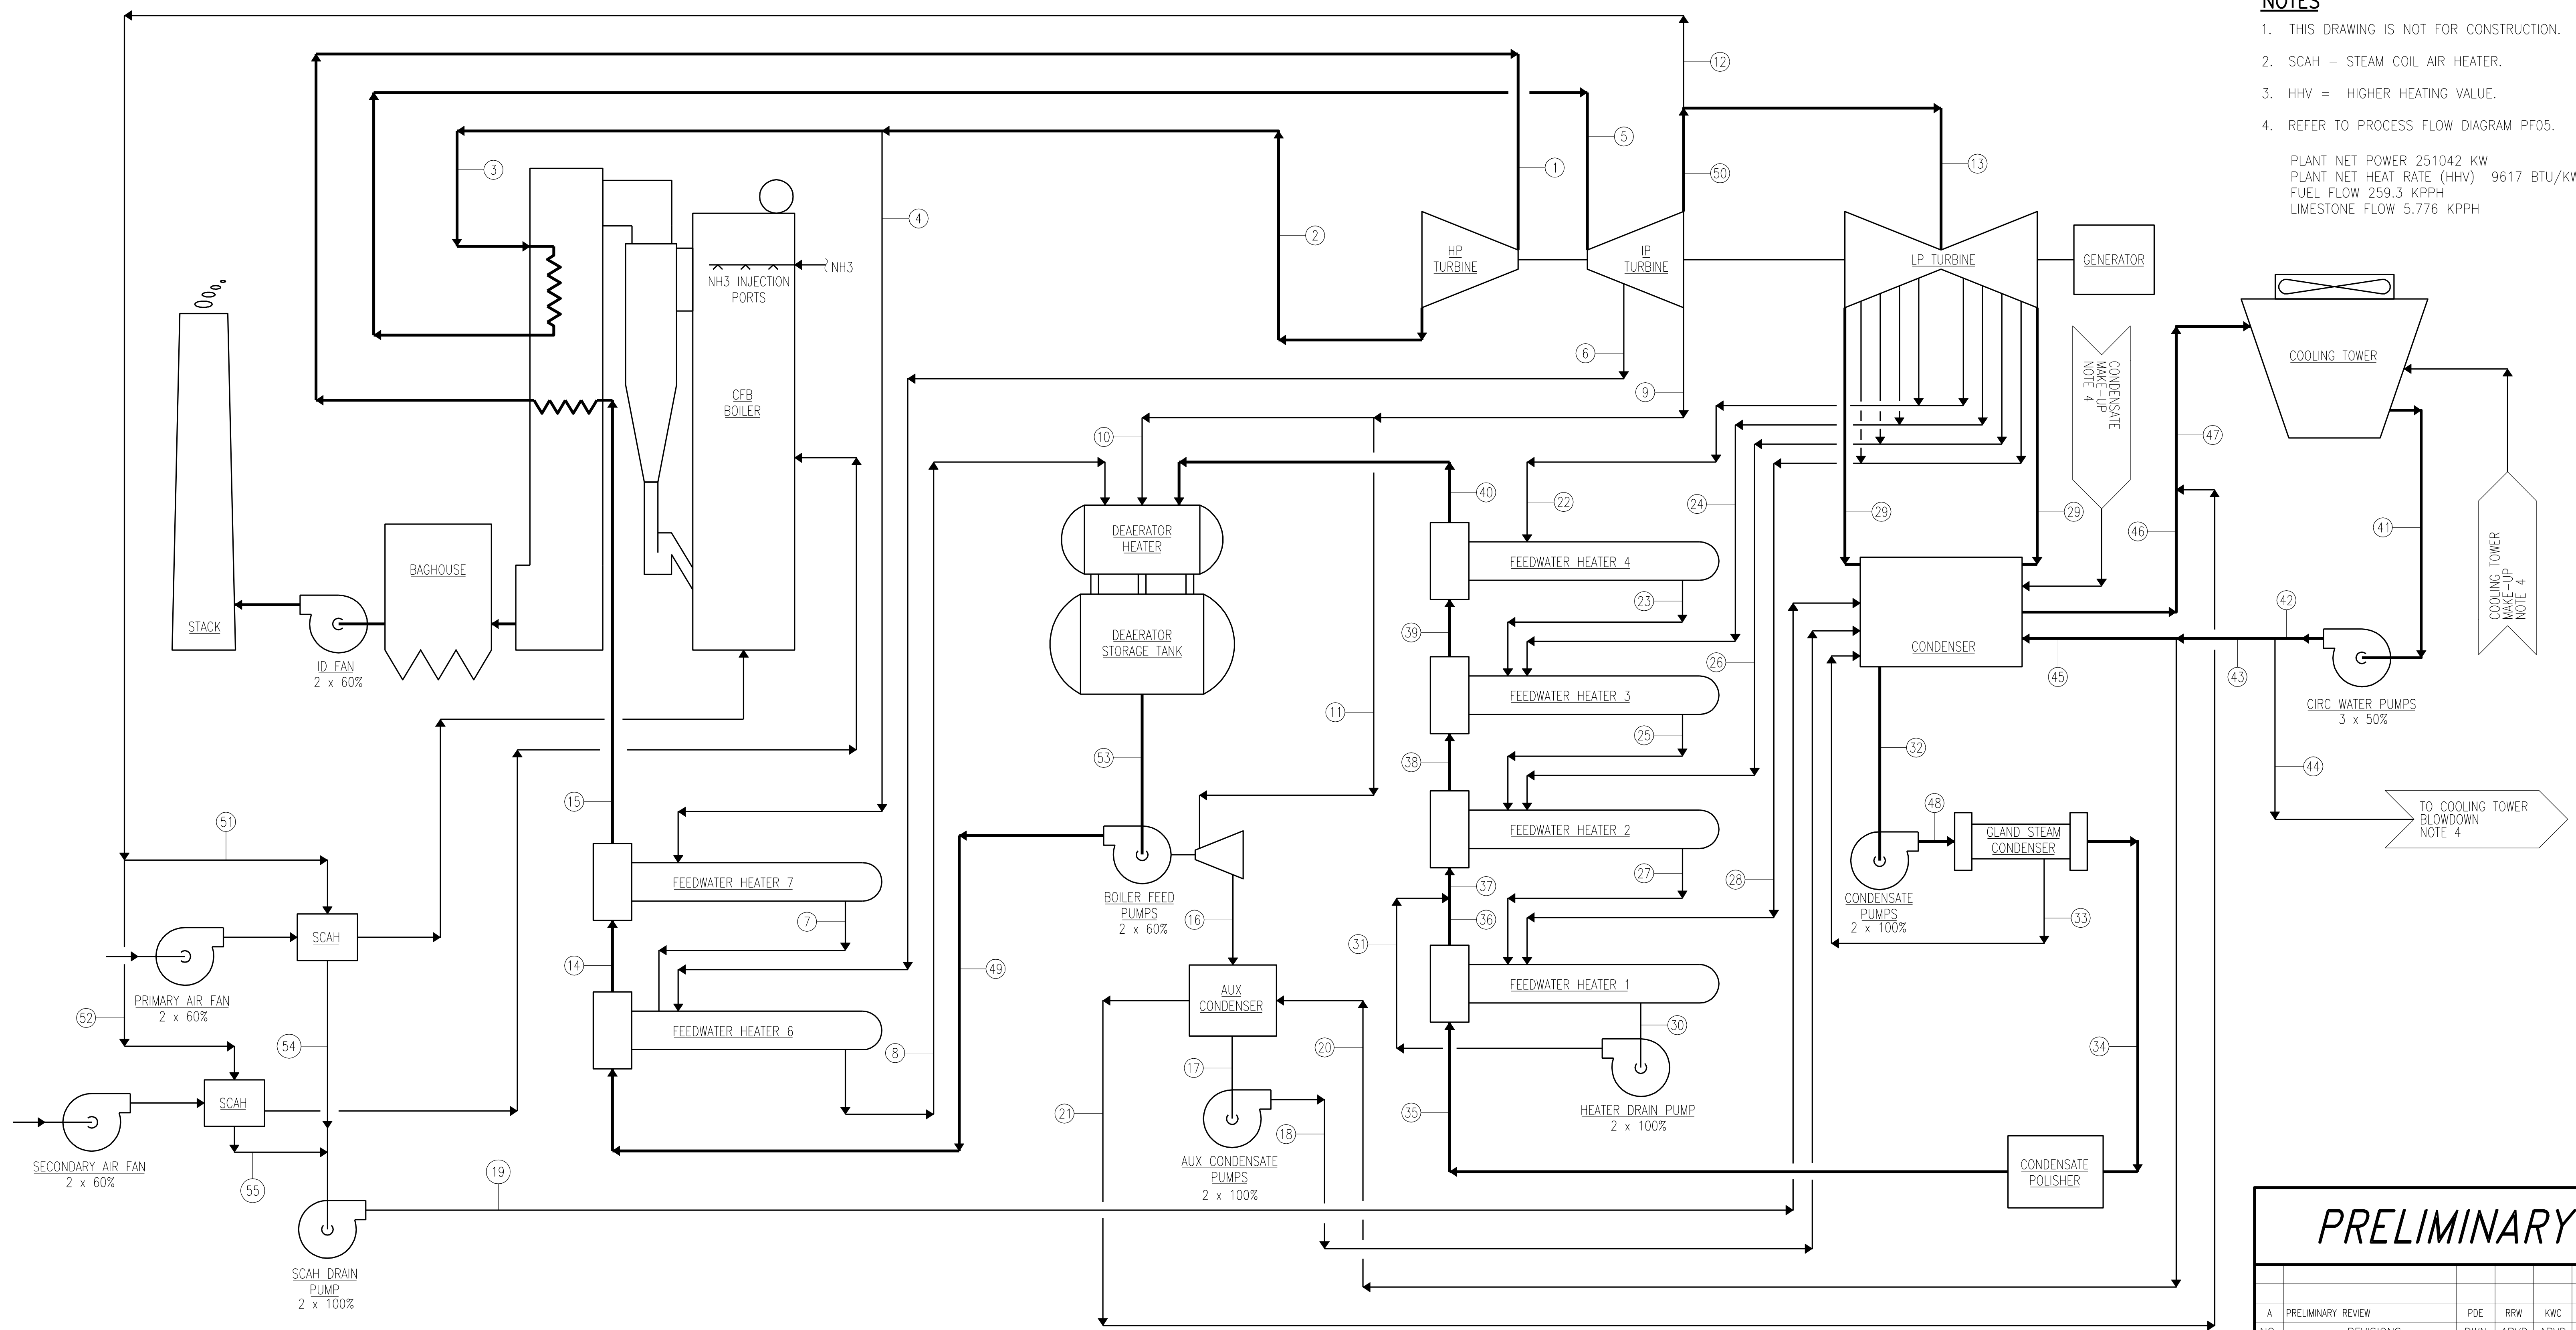 NOTES
1. THIS DRAWING IS NOT FOR CONSTRUCTION.
2. SCAH – STEAM COIL AIR HEATER.
3. HHV = HIGHER HEATING VALUE.
4. REFER TO PROCESS FLOW DIAGRAM PF05.
PLANT NET POWER 251042 KW
PLANT NET HEAT RATE (HHV) 9617 BTU/KW
FUEL FLOW 259.3 KPPH
LIMESTONE FLOW 5.776 KPPH
12
5
1
50
13
3
4
2
HP
TURBINE
IP
TURBINE
LP TURBINE
GENERATOR
NH3
NH3 INJECTION
PORTS
6
9
CONDENSATE
MAKE-UP
NOTE 4
COOLING TOWER
CFB
BOILER
10
47
40
22
24
29
29
46
41
DEAERATOR
HEATER
FEEDWATER HEATER 4
BAGHOUSE
COOLING TOWER
MAKE-UP
NOTE 4
STACK
ID FAN
2 x 60%
DEAERATOR
STORAGE TANK
23
39
42
CONDENSER
26
45
43
FEEDWATER HEATER 3
CIRC WATER PUMPS
3 x 50%
11
25
32
53
38
44
15
51
48
TO COOLING TOWER
BLOWDOWN
NOTE 4
FEEDWATER HEATER 2
GLAND STEAM
CONDENSER
FEEDWATER HEATER 7
27
28
37
BOILER FEED
PUMPS
2 x 60%
CONDENSATE
PUMPS
2 x 100%
7
16
36
33
SCAH
31
14
49
PRIMARY AIR FAN
2 x 60%
AUX
CONDENSER
FEEDWATER HEATER 1
52
FEEDWATER HEATER 6
30
54
8
20
34
17
SCAH
21
35
18
HEATER DRAIN PUMP
2 x 100%
SECONDARY AIR FAN
2 x 60%
55
19
AUX CONDENSATE
PUMPS
2 x 100%
CONDENSATE
POLISHER
SCAH DRAIN
PUMP
2 x 100%
PRELIMINARY
A PRELIMINARY REVIEW PDE RRW KWC